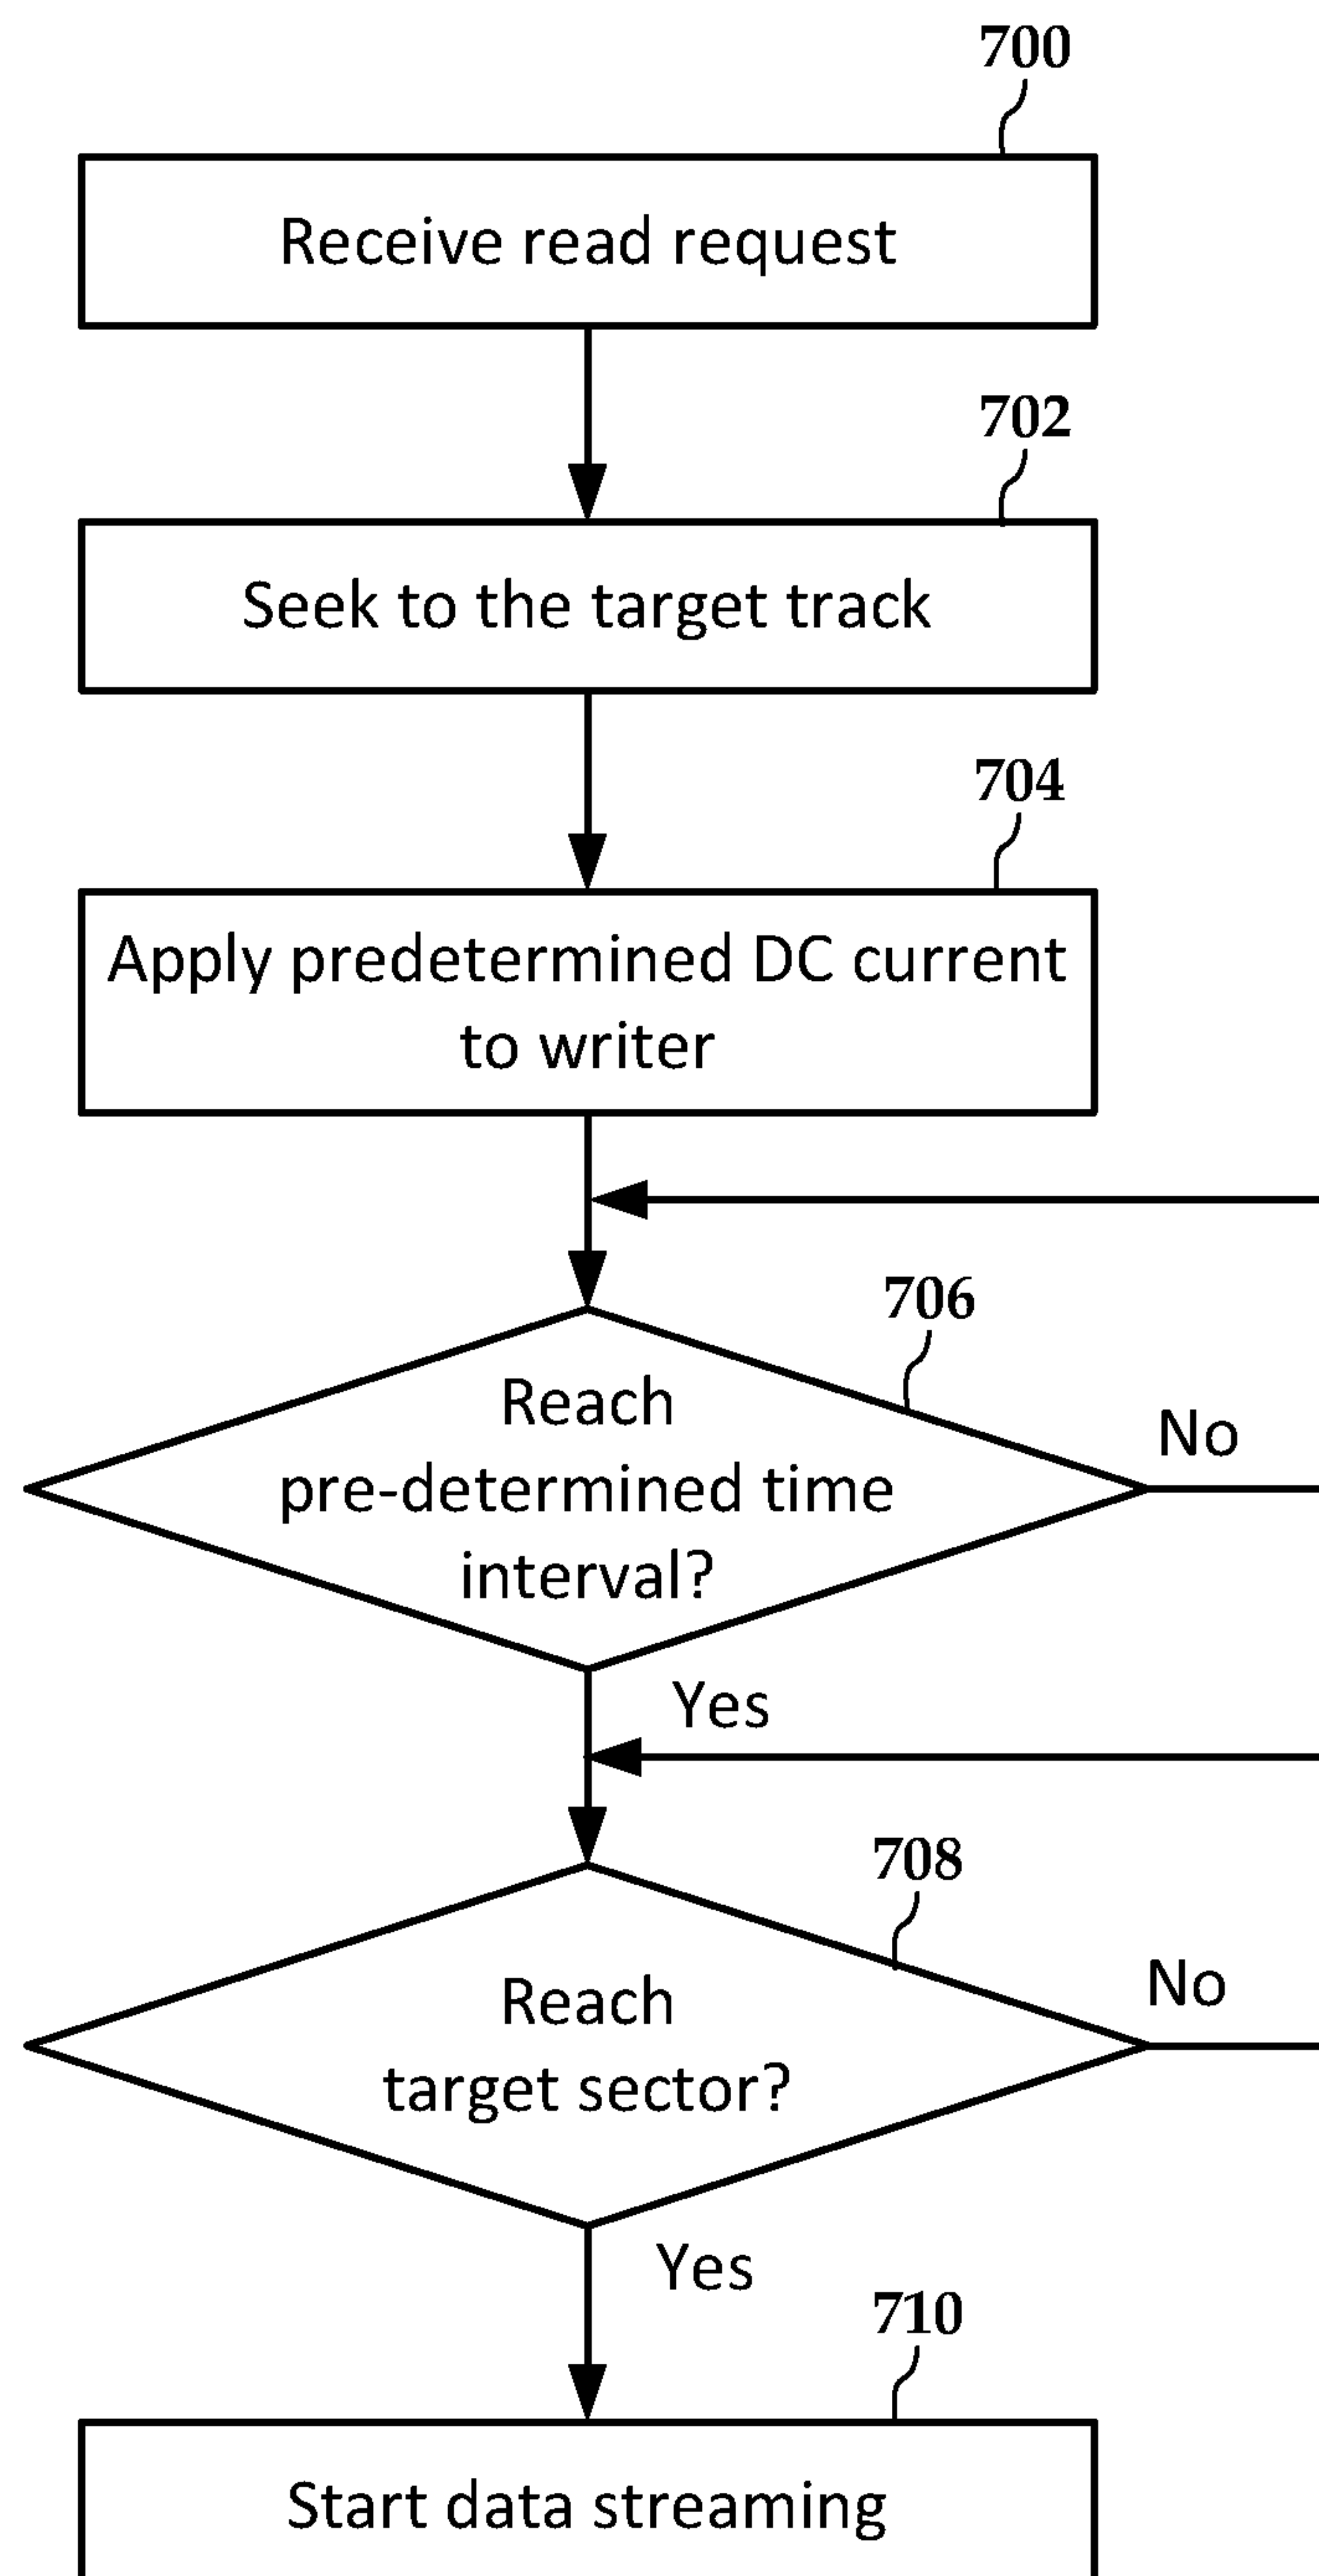 700
Receive read request
702
Seek to the target track
704
Apply predetermined DC current
to writer
706
Reach
pre-determined time
interval?
No
Yes
708
Reach
target sector?
No
Yes
710
Start data streaming